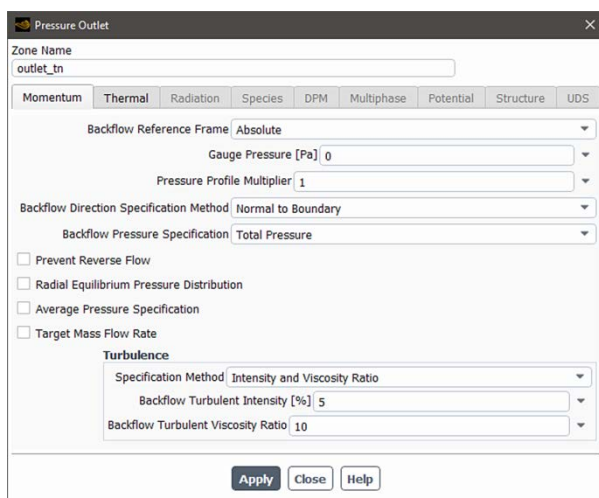 Pressure Outlet
Zone Name
outlet_tn
Momentum Thermal Radiation Species DPM Multiphase Potential Structure UDS
Backflow Reference Frame Absolute
Gauge Pressure [Pa] 0
Pressure Profile Multiplier 1
Backflow Direction Specification Method Normal to Boundary
Backflow Pressure Specification Total Pressure
Prevent Reverse Flow
Radial Equilibrium Pressure Distribution
Average Pressure Specification
Target Mass Flow Rate
Turbulence
Specification Method Intensity and Viscosity Ratio
Backflow Turbulent Intensity [%] 5
Backflow Turbulent Viscosity Ratio 10
Apply Close Help